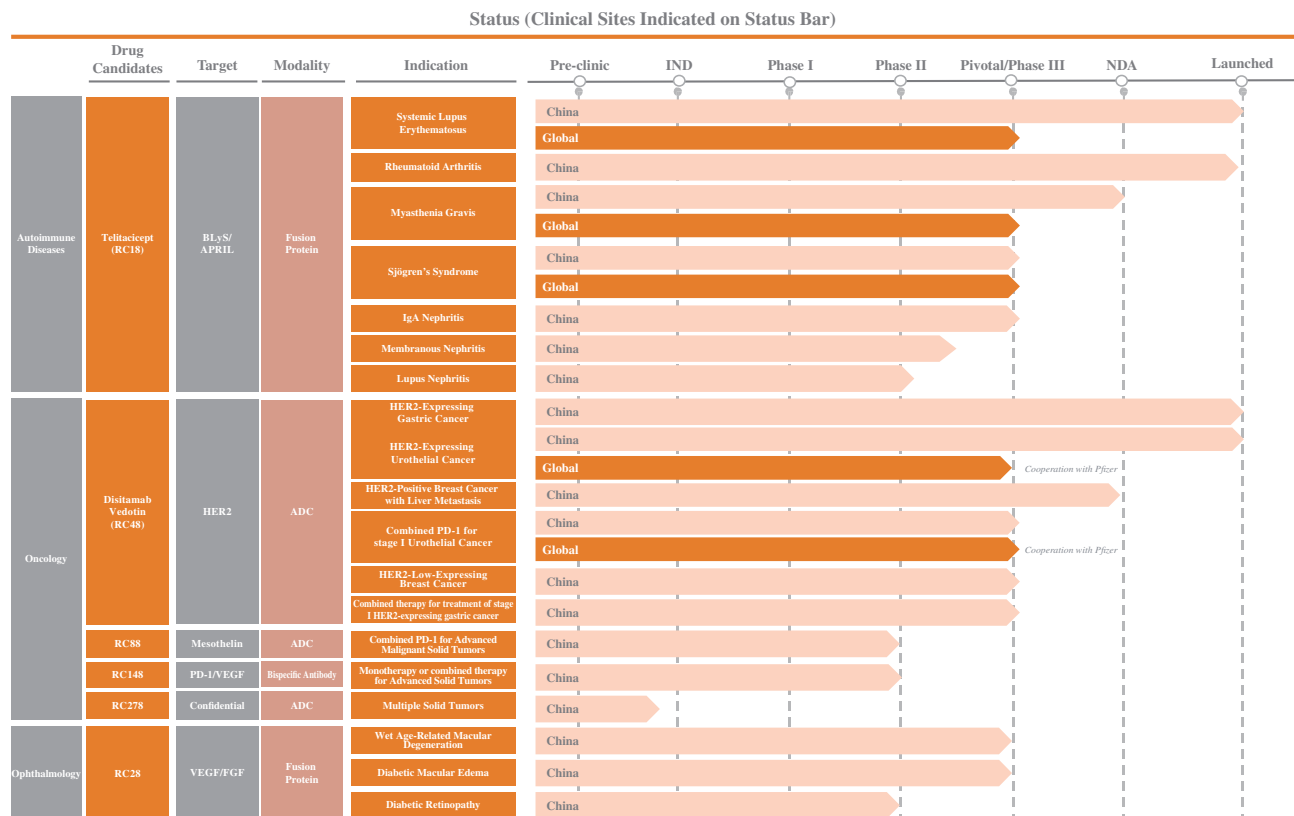 Status (Clinical Sites Indicated on Status Bar)
Drug
Candidates
Target
Modality
Indication
Pre-clinic
IND
Phase I
Phase II
Pivotal/Phase III
NDA
Launched
Autoimmune
Diseases
Telitacicept
(RC18)
BLyS/
APRIL
Fusion
Protein
Systemic Lupus
Erythematosus
China
Global
Rheumatoid Arthritis
China
Myasthenia Gravis
China
Global
Sjögren's Syndrome
China
Global
IgA Nephritis
China
Membranous Nephritis
China
Lupus Nephritis
China
Oncology
Disitamab
Vedotin
(RC48)
HER2
ADC
HER2-Expressing
Gastric Cancer
China
HER2-Expressing
Urothelial Cancer
China
Global
Cooperation with Pfizer
HER2-Positive Breast Cancer
with Liver Metastasis
China
Combined PD-1 for
stage I Urothelial Cancer
China
Global
Cooperation with Pfizer
HER2-Low-Expressing
Breast Cancer
China
Combined therapy for treatment of stage
I HER2-expressing gastric cancer
China
RC88
Mesothelin
ADC
Combined PD-1 for Advanced
Malignant Solid Tumors
China
RC148
PD-1/VEGF
Bispecific Antibody
Monotherapy or combined therapy
for Advanced Solid Tumors
China
RC278
Confidential
ADC
Multiple Solid Tumors
China
Ophthalmology
RC28
VEGF/FGF
Fusion
Protein
Wet Age-Related Macular
Degeneration
China
Diabetic Macular Edema
China
Diabetic Retinopathy
China